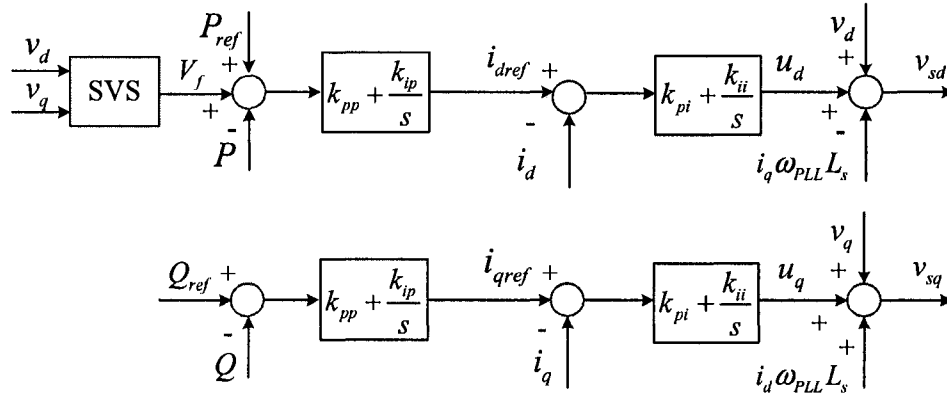 P_ref
v_d
v_q
SVS
V_f
+
+
-
P
k_pp + k_ip/s
i_dref
+
-
i_d
k_pi + k_ii/s
u_d
v_d
+
+
-
v_sd
i_q ω_PLL L_s
Q_ref
+
-
Q
k_pp + k_ip/s
i_qref
+
-
i_q
k_pi + k_ii/s
u_q
v_q
+
+
+
v_sq
i_d ω_PLL L_s